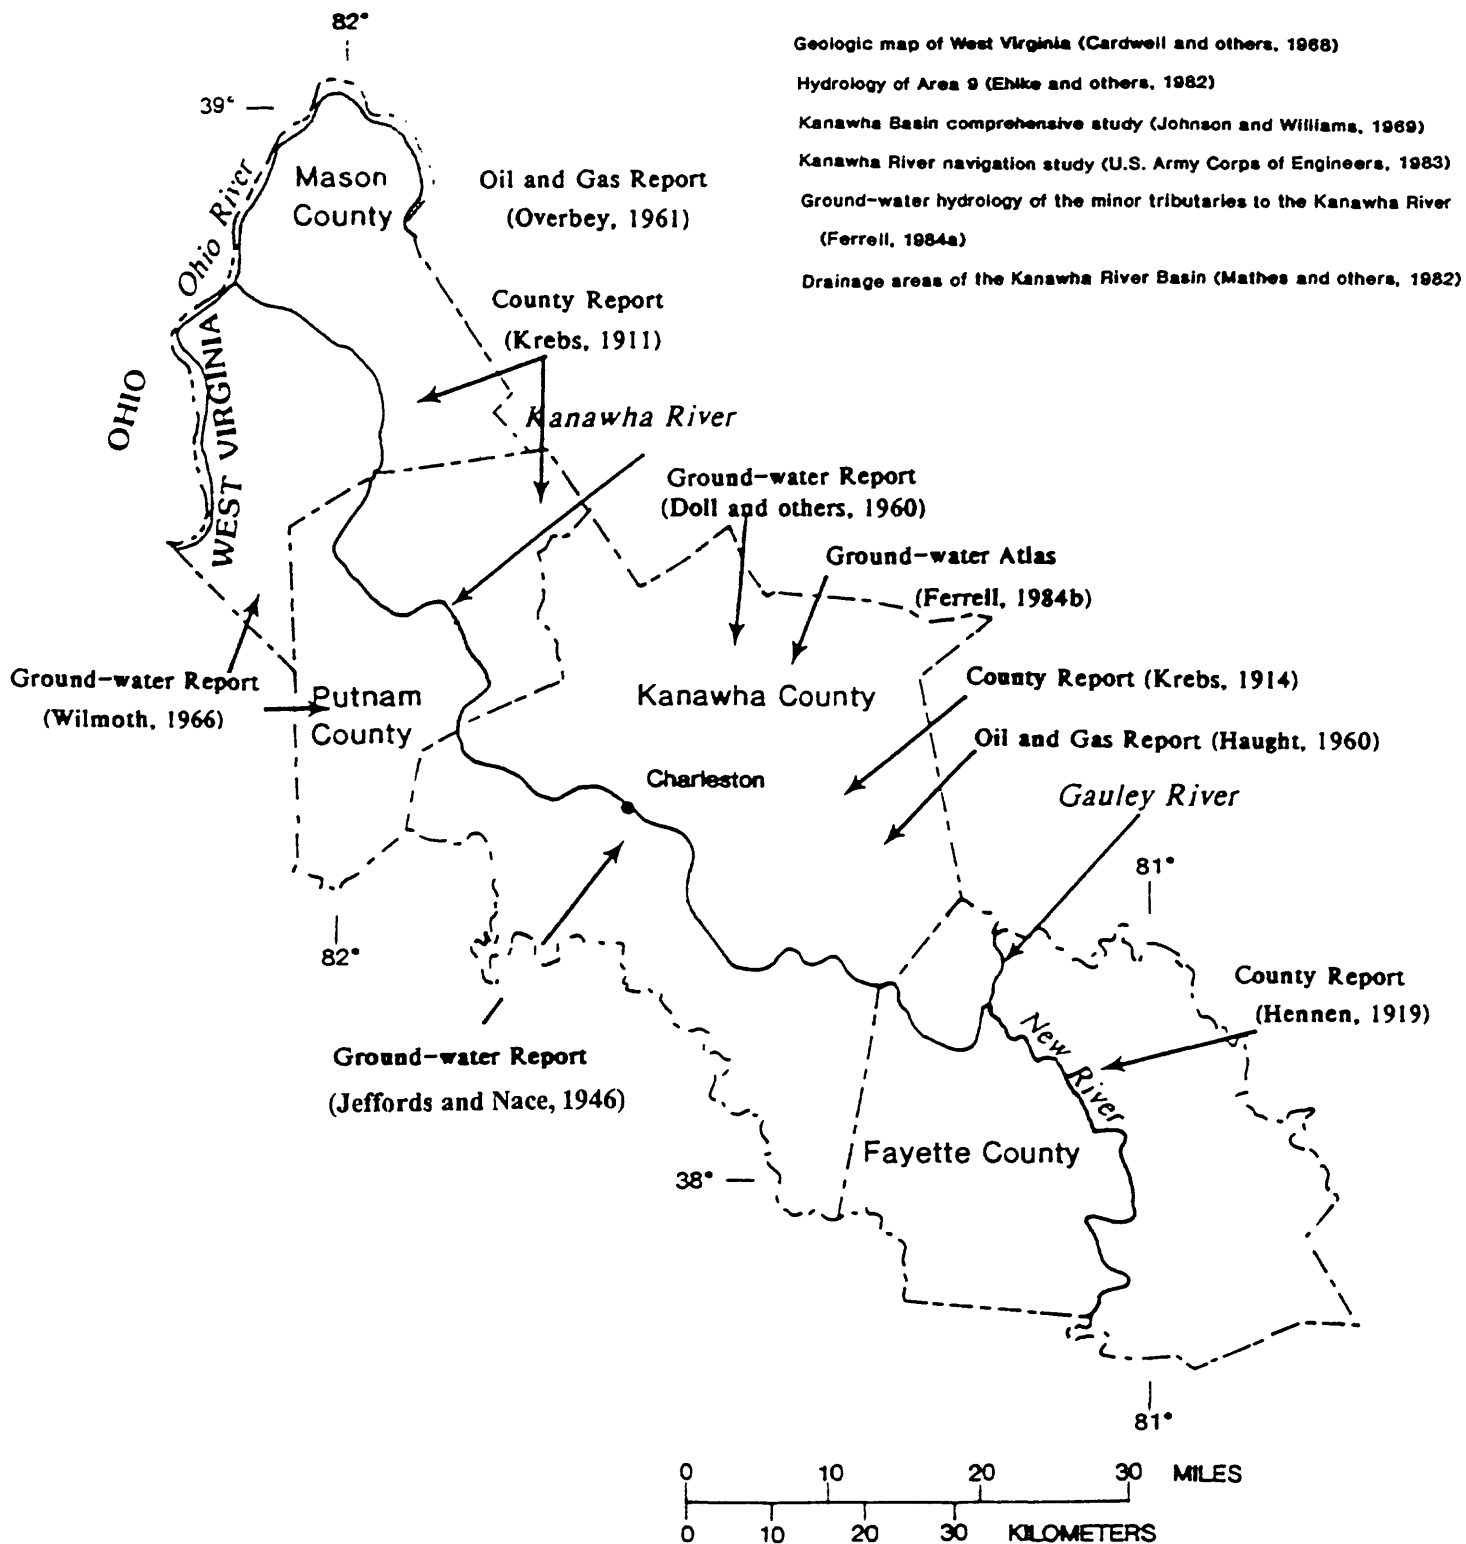 82°
Geologic map of West Virginia (Cardwell and others, 1968)
Hydrology of Area 9 (Ehlke and others, 1982)
39°
Kanawha Basin comprehensive study (Johnson and Williams, 1969)
Kanawha River navigation study (U.S. Army Corps of Engineers, 1983)
Ground-water hydrology of the minor tributaries to the Kanawha River
(Ferrell, 1984a)
Drainage areas of the Kanawha River Basin (Mathes and others, 1982)
Mason
County
Oil and Gas Report
(Overbey, 1961)
Ohio River
County Report
(Krebs, 1911)
OHIO
WEST VIRGINIA
Kanawha River
Ground-water Report
(Doll and others, 1960)
Ground-water Atlas
(Ferrell, 1984b)
Ground-water Report
(Wilmoth, 1966)
Putnam
County
Kanawha County
County Report (Krebs, 1914)
Oil and Gas Report (Haught, 1960)
Charleston
Gauley River
81°
82°
County Report
(Hennen, 1919)
New River
Ground-water Report
(Jeffords and Nace, 1946)
Fayette County
38°
81°
0 10 20 30 MILES
0 10 20 30 KILOMETERS